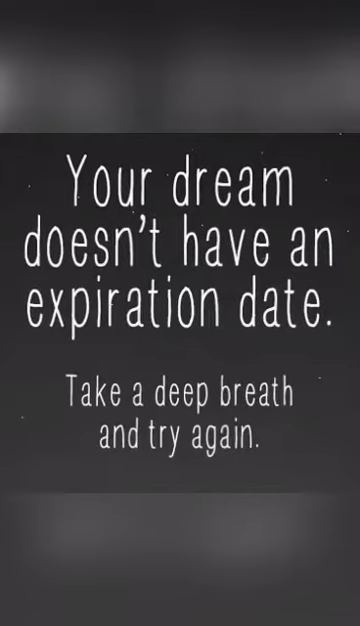 Your dream
doesn't have an
expiration date.
Take a deep breath
and try again.